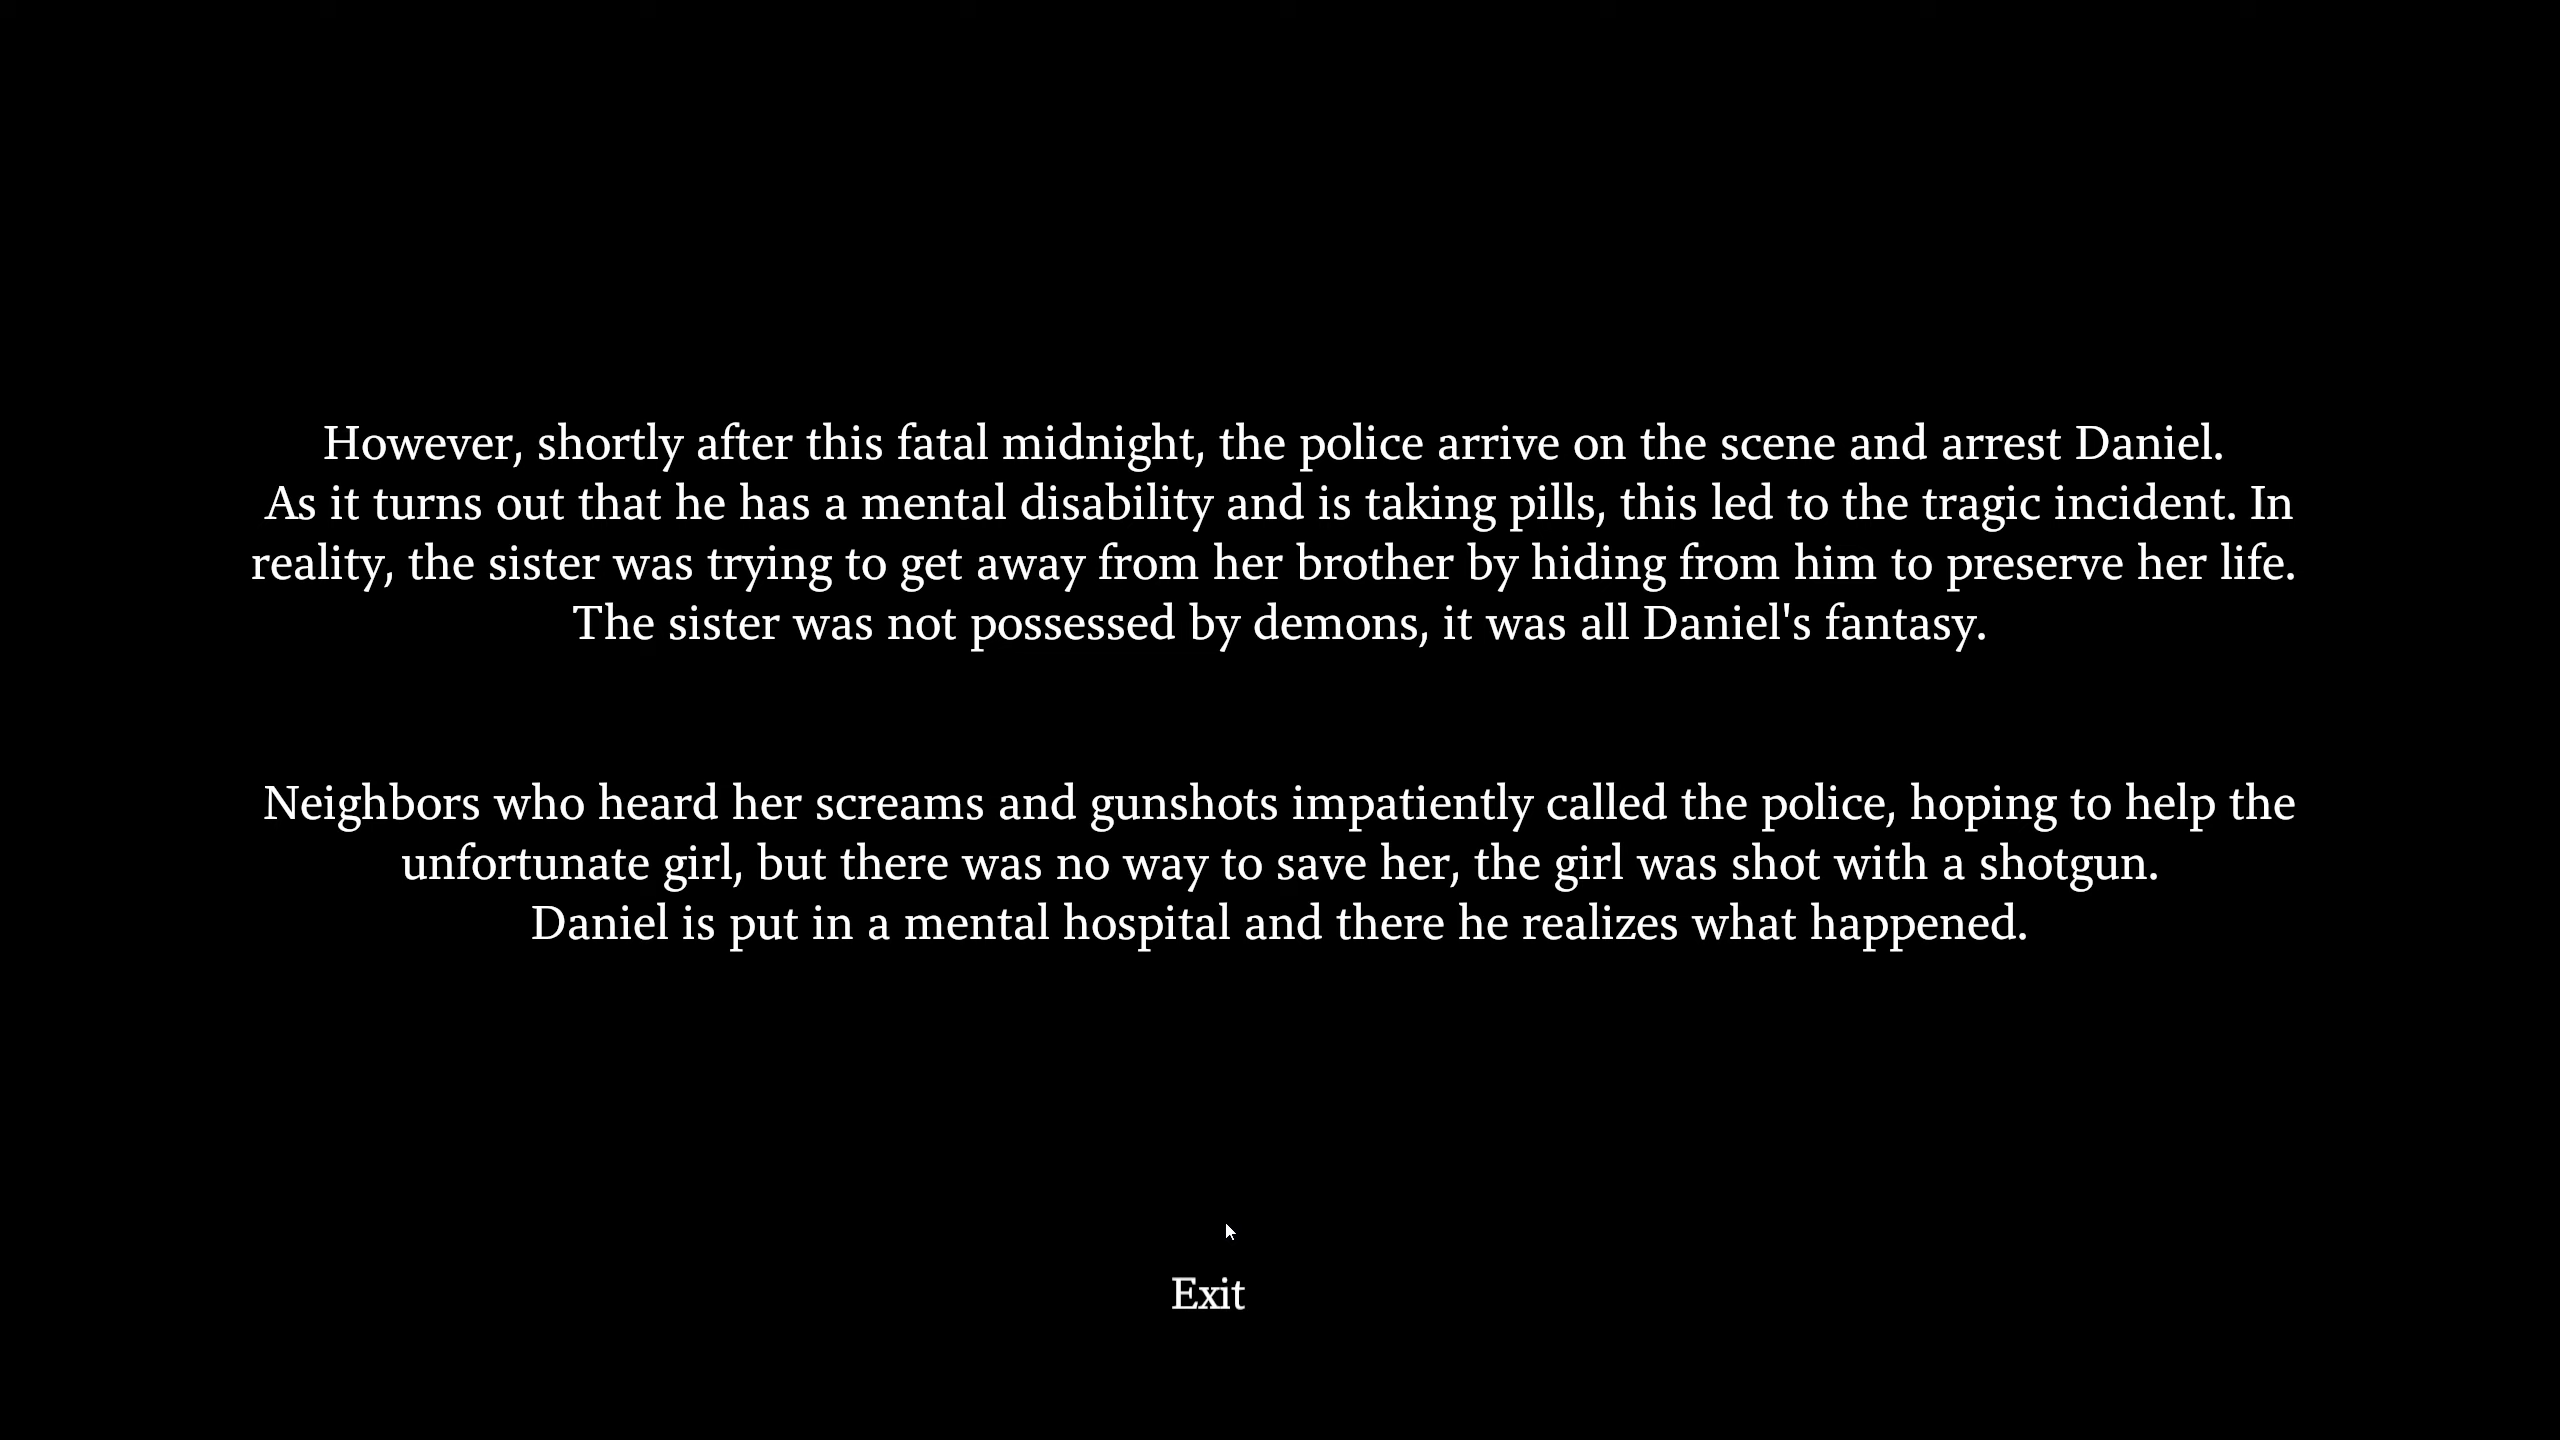 However, shortly after this fatal midnight, the police arrive on the scene and arrest Daniel.
As it turns out that he has a mental disability and is taking pills, this led to the tragic incident. In
reality, the sister was trying to get away from her brother by hiding from him to preserve her life.
The sister was not possessed by demons, it was all Daniel's fantasy.
Neighbors who heard her screams and gunshots impatiently called the police, hoping to help the
unfortunate girl, but there was no way to save her, the girl was shot with a shotgun.
Daniel is put in a mental hospital and there he realizes what happened.
Exit